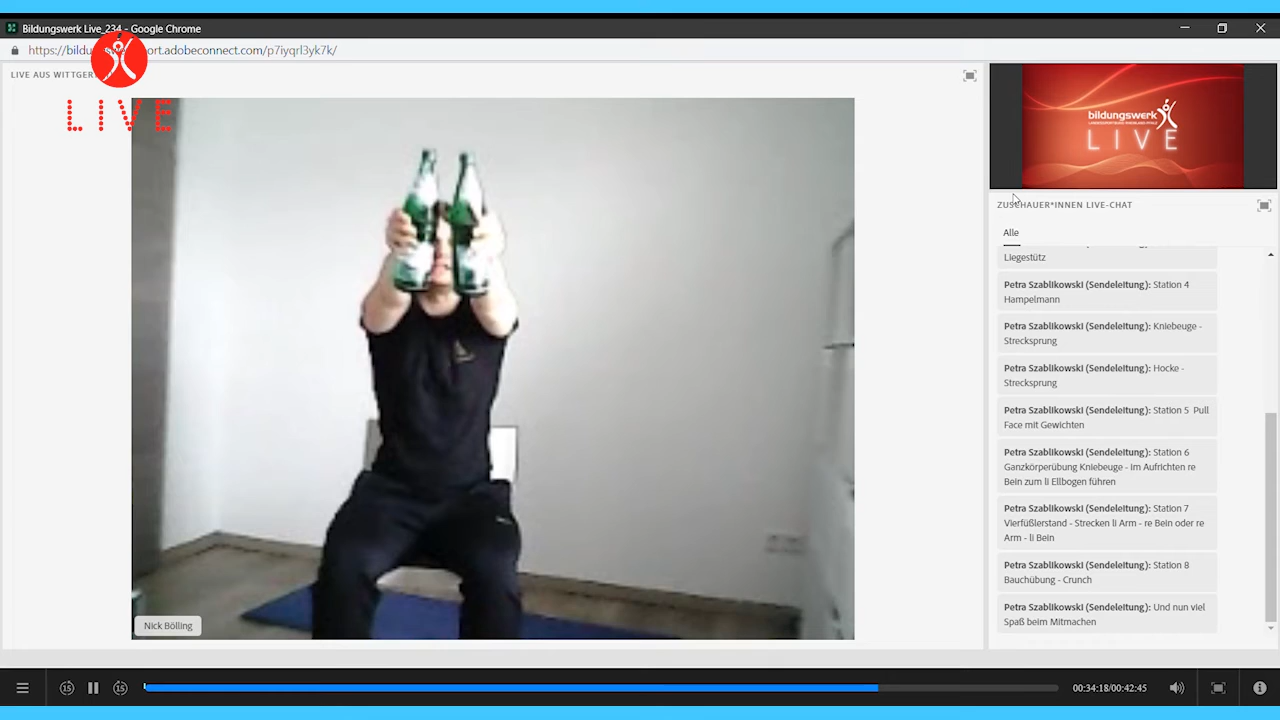 Bildungswerk Live_234 - Google Chrome
https://bildu ort.adobeconnect.com/p7iyqrl3yk7k/
LIVE AUS WITTGER
LIVE
Nick Bölling
bildungswerk
LIVE
ZUSCHAUER*INNEN LIVE-CHAT
Alle
Liegestütz
Petra Szablikowski (Sendeleitung): Station 4
Hampelmann
Petra Szablikowski (Sendeleitung): Kniebeuge -
Strecksprung
Petra Szablikowski (Sendeleitung): Hocke -
Strecksprung
Petra Szablikowski (Sendeleitung): Station 5 Pull
Face mit Gewichten
Petra Szablikowski (Sendeleitung): Station 6
Ganzkörperübung Kniebeuge - im Aufrichten re
Bein zum li Ellbogen führen
Petra Szablikowski (Sendeleitung): Station 7
Vierfüßlerstand - Strecken li Arm - re Bein oder re
Arm - li Bein
Petra Szablikowski (Sendeleitung): Station 8
Bauchübung - Crunch
Petra Szablikowski (Sendeleitung): Und nun viel
Spaß beim Mitmachen
15
15
00:34:18/00:42:45